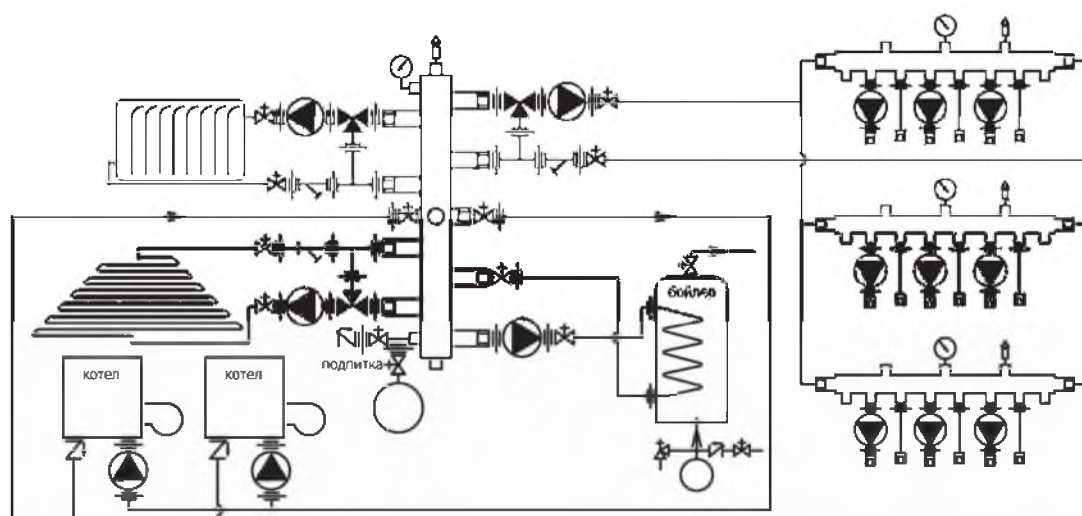 бойлер
подпитка
котел
котел